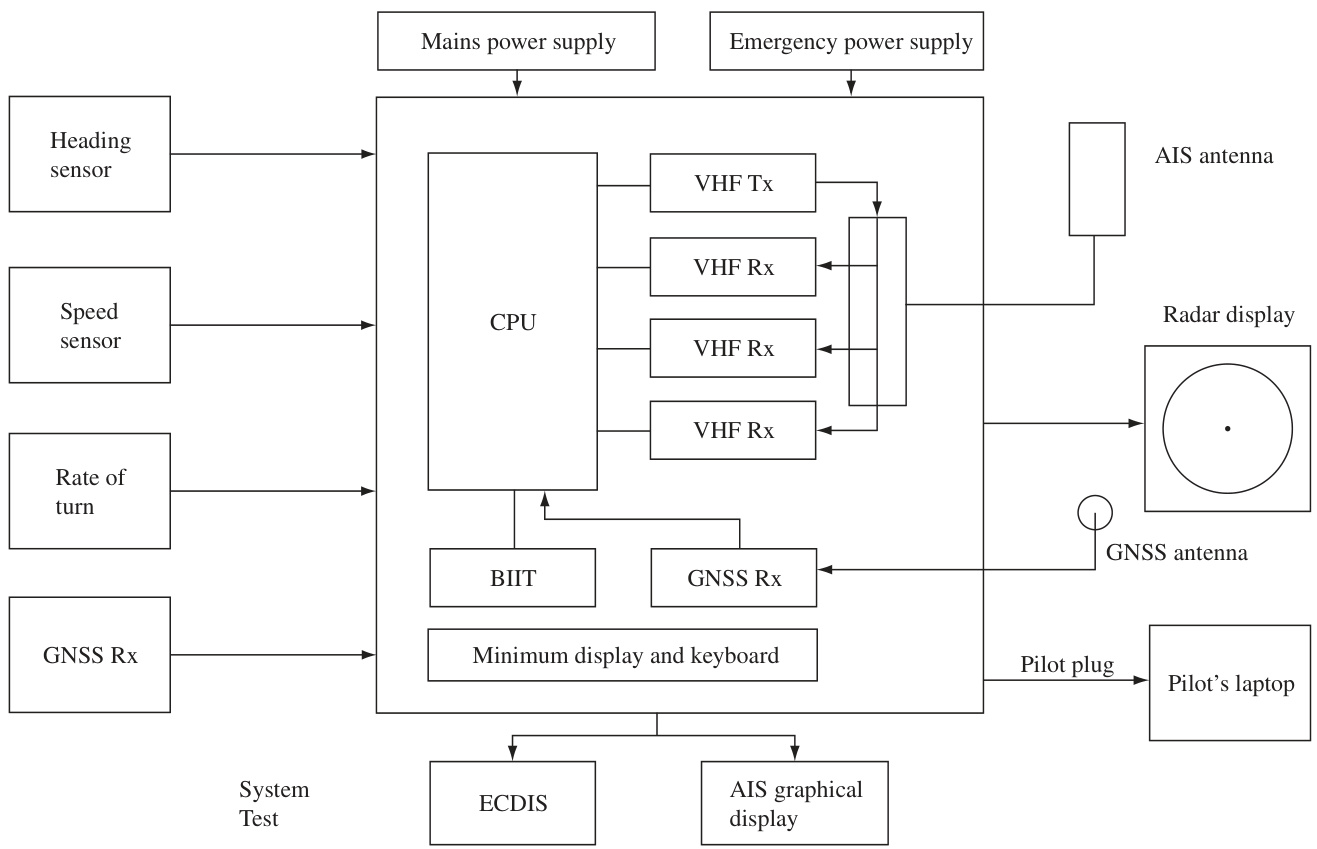 Mains power supply
Emergency power supply
Heading
sensor
AIS antenna
VHF Tx
VHF Rx
CPU
Speed
sensor
Radar display
VHF Rx
VHF Rx
Rate of
turn
GNSS antenna
BIIT
GNSS Rx
GNSS Rx
Minimum display and keyboard
Pilot plug
Pilot's laptop
System
Test
ECDIS
AIS graphical
display